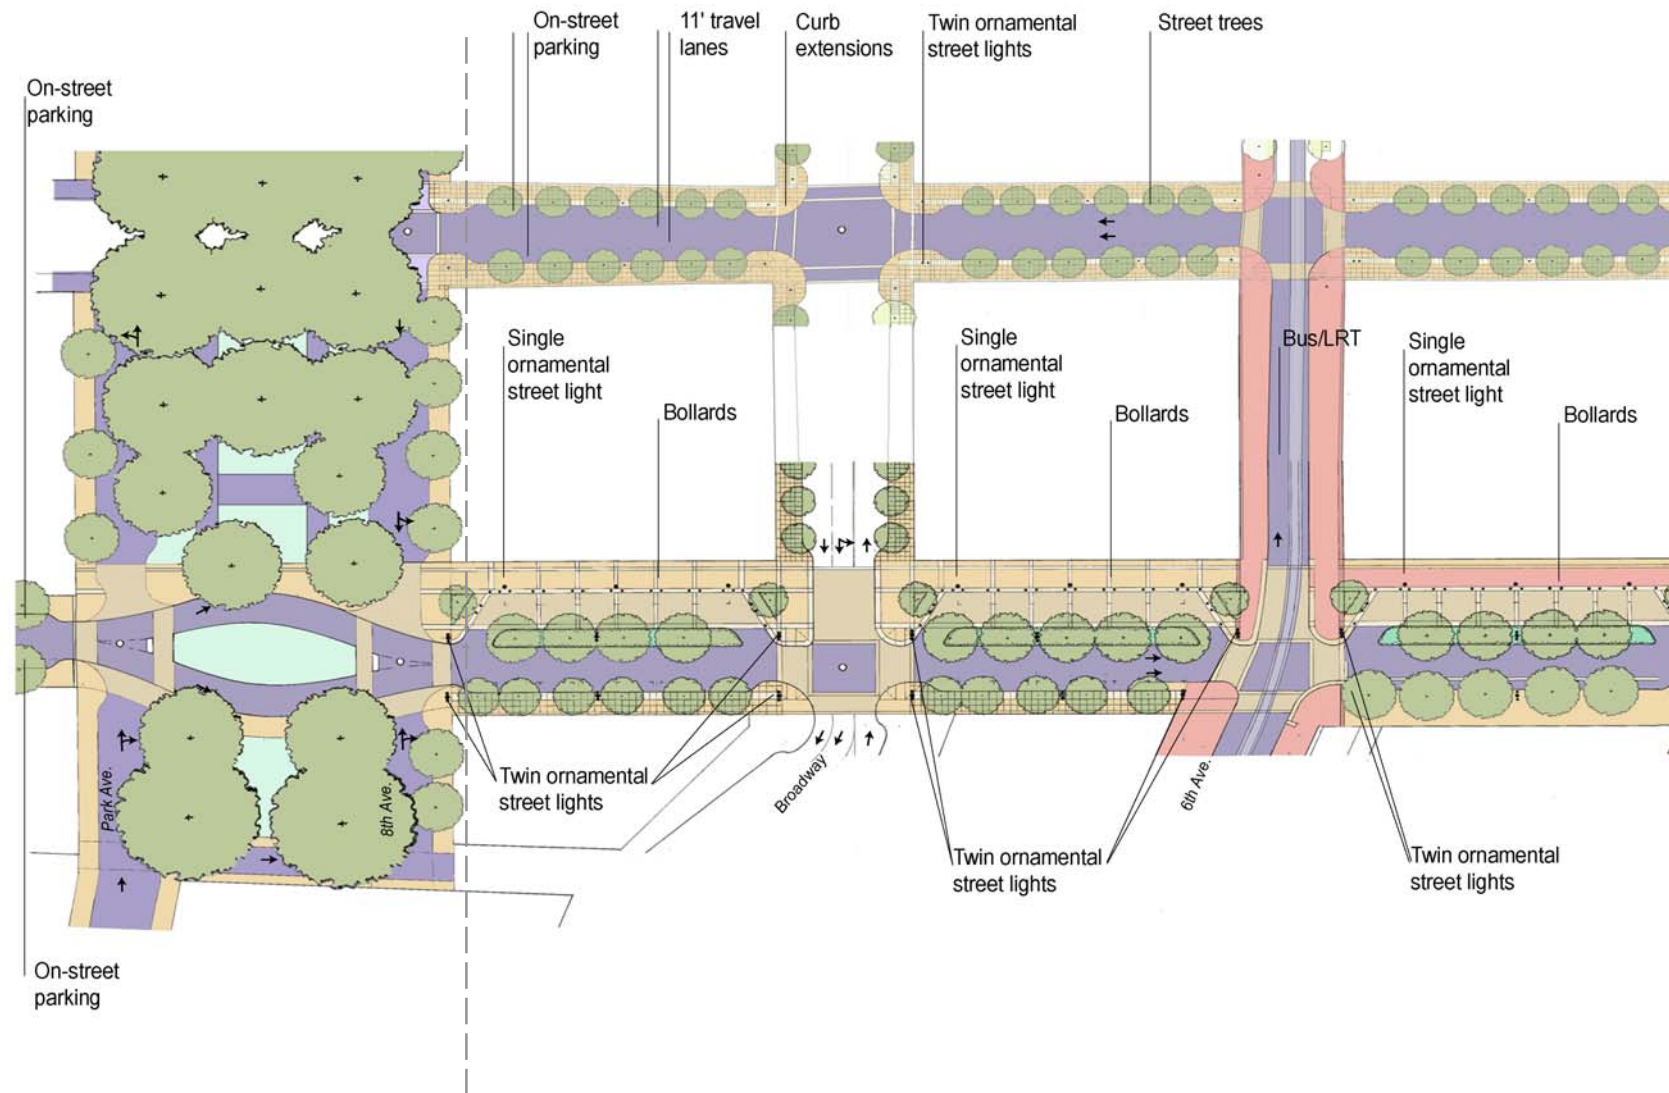 On-street
parking
11' travel
lanes
Curb
extensions
Twin ornamental
street lights
Street trees
On-street
parking
Single
ornamental
street light
Bollards
Single
ornamental
street light
Bollards
Bus/LRT
Single
ornamental
street light
Bollards
Park Ave.
8th Ave.
Twin ornamental
street lights
Broadway
6th Ave.
Twin ornamental
street lights
Twin ornamental
street lights
On-street
parking